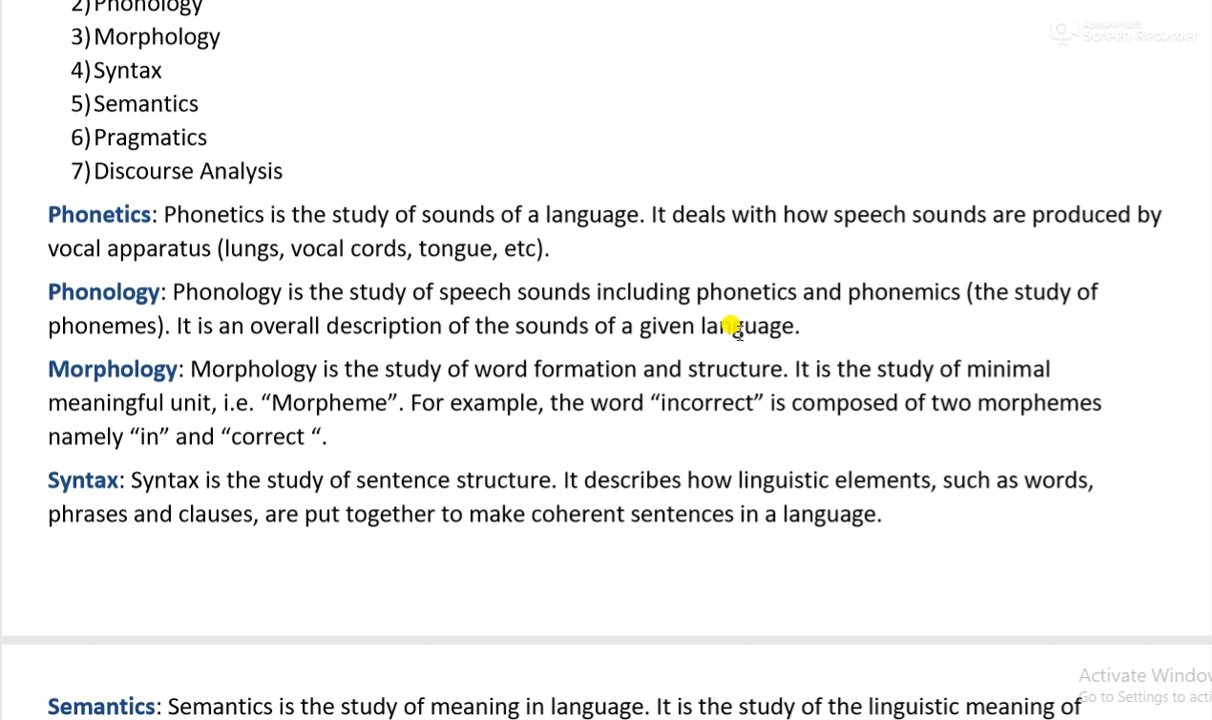 2) Phonology
3) Morphology
4) Syntax
5) Semantics
6) Pragmatics
7) Discourse Analysis
Phonetics: Phonetics is the study of sounds of a language. It deals with how speech sounds are produced by
vocal apparatus (lungs, vocal cords, tongue, etc).
Phonology: Phonology is the study of speech sounds including phonetics and phonemics (the study of
phonemes). It is an overall description of the sounds of a given language.
Morphology: Morphology is the study of word formation and structure. It is the study of minimal
meaningful unit, i.e. “Morpheme”. For example, the word “incorrect” is composed of two morphemes
namely “in” and “correct “.
Syntax: Syntax is the study of sentence structure. It describes how linguistic elements, such as words,
phrases and clauses, are put together to make coherent sentences in a language.
Semantics: Semantics is the study of meaning in language. It is the study of the linguistic meaning of
Apowersoft
Screen Recorder
Activate Windo
Go to Settings to acti